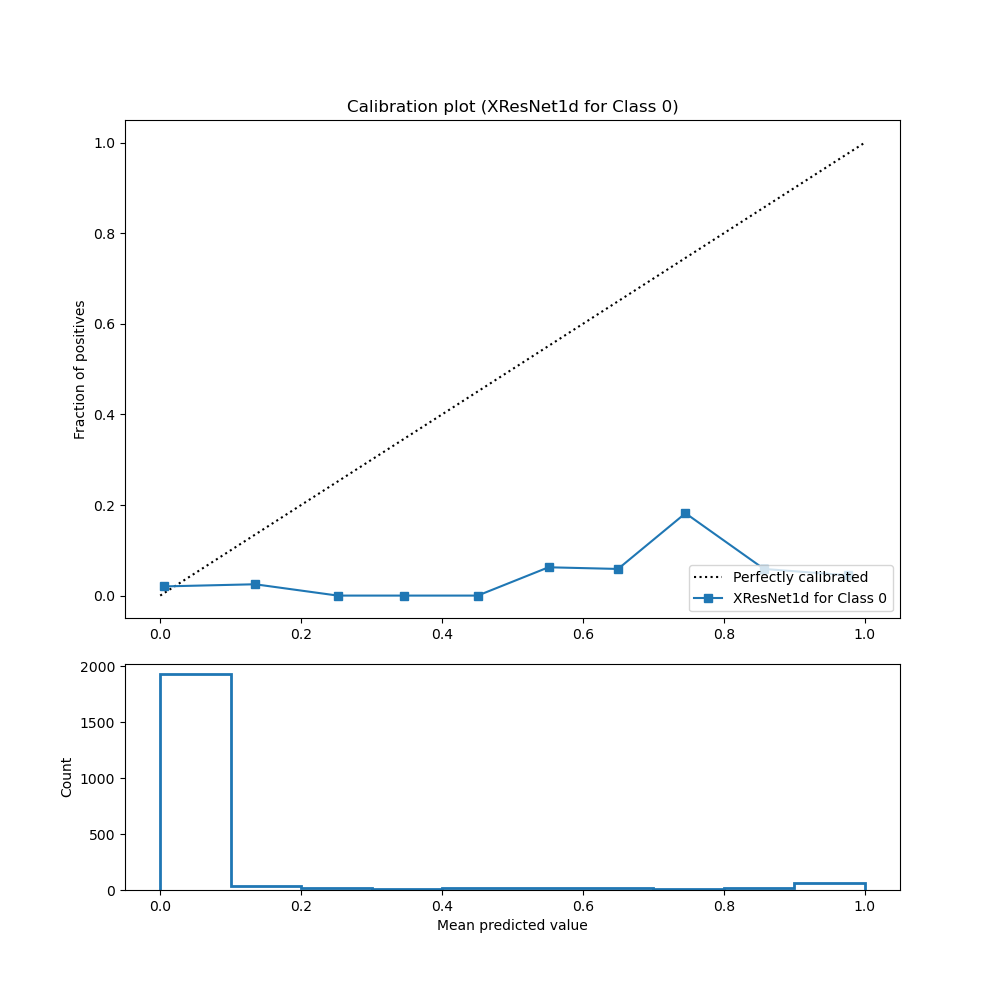 Calibration plot (XResNet1d for Class 0)
Fraction of positives
1.0
0.8
0.6
0.4
0.2
0.0
Perfectly calibrated
XResNet1d for Class 0
0.0 0.2 0.4 0.6 0.8 1.0
Count
2000
1500
1000
500
0
0.0 0.2 0.4 0.6 0.8 1.0
Mean predicted value